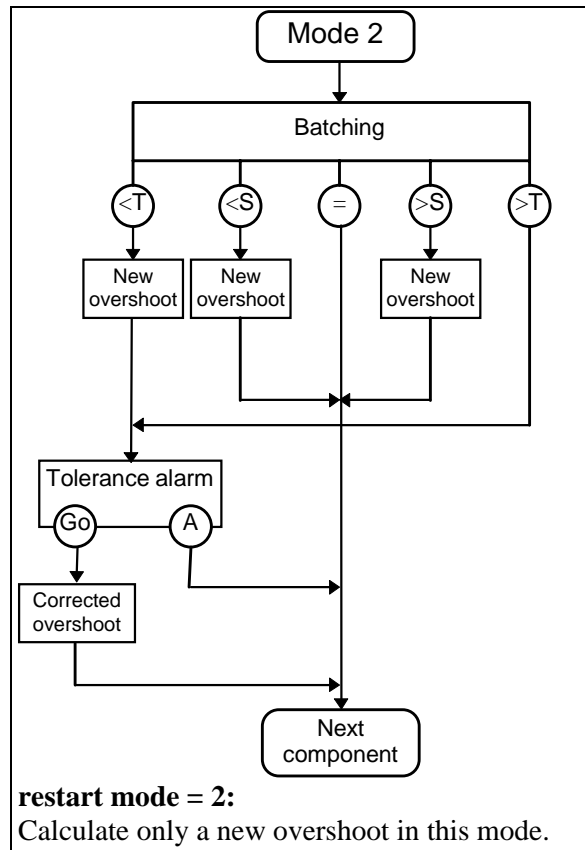 Mode 2
Batching
<T
<S
=
>S
>T
New
overshoot
New
overshoot
New
overshoot
Tolerance alarm
Go
A
Corrected
overshoot
Next
component
restart mode = 2:
Calculate only a new overshoot in this mode.